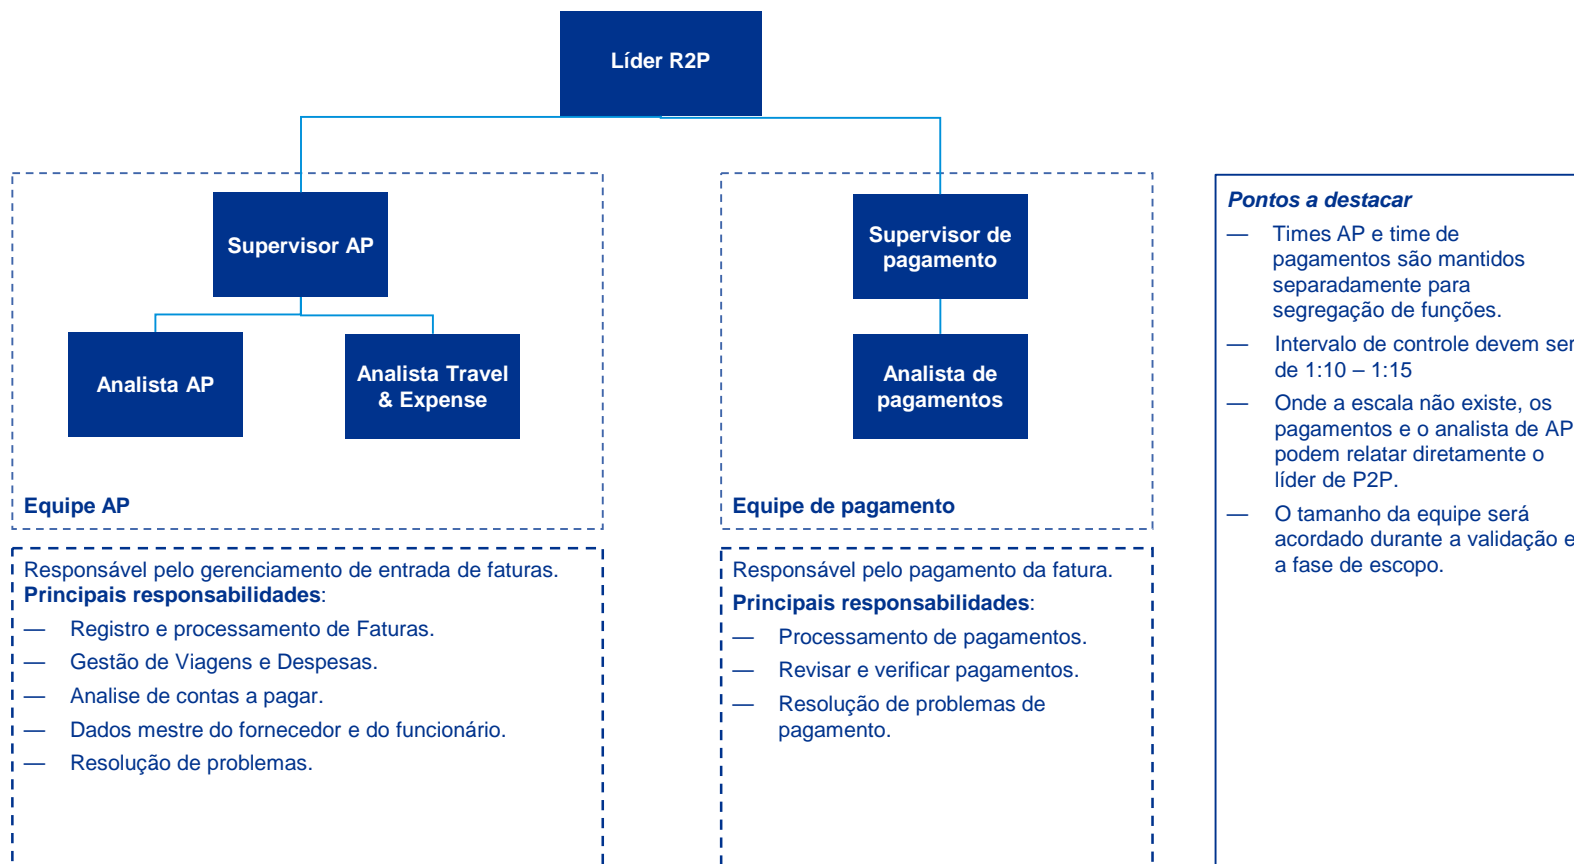 Líder R2P
Supervisor AP
Analista AP
Analista Travel
& Expense
Equipe AP
Supervisor de
pagamento
Analista de
pagamentos
Equipe de pagamento
Responsável pelo gerenciamento de entrada de faturas.
Principais responsabilidades:
— Registro e processamento de Faturas.
— Gestão de Viagens e Despesas.
— Analise de contas a pagar.
— Dados mestre do fornecedor e do funcionário.
— Resolução de problemas.
Responsável pelo pagamento da fatura.
Principais responsabilidades:
— Processamento de pagamentos.
— Revisar e verificar pagamentos.
— Resolução de problemas de
pagamento.
Pontos a destacar
— Times AP e time de
pagamentos são mantidos
separadamente para
segregação de funções.
— Intervalo de controle devem ser
de 1:10 – 1:15
— Onde a escala não existe, os
pagamentos e o analista de AP
podem relatar diretamente o
líder de P2P.
— O tamanho da equipe será
acordado durante a validação e
a fase de escopo.